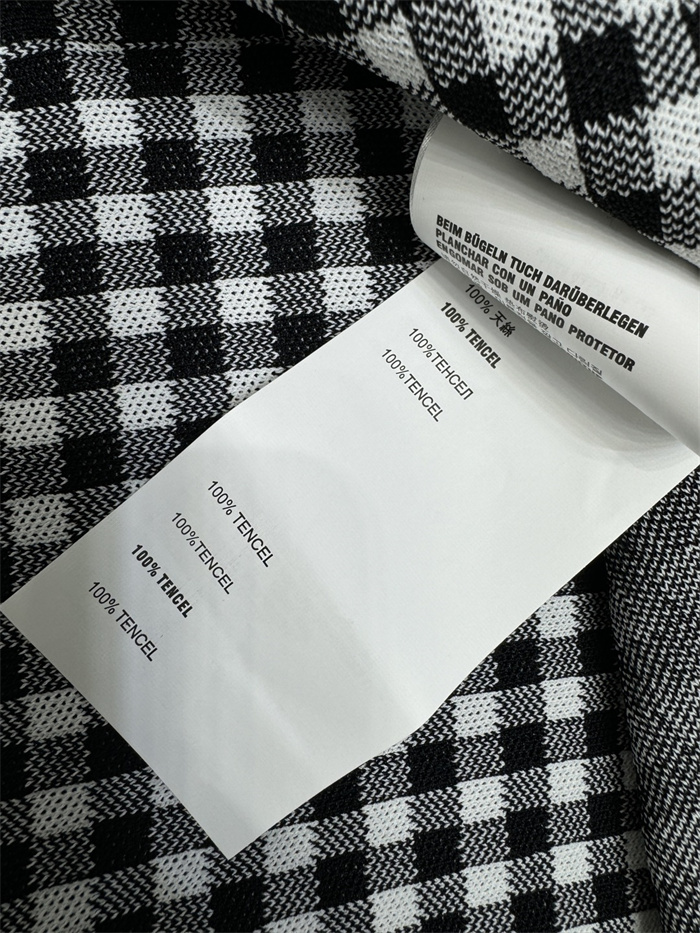 BEIM BÜGELN TUCH DARÜBERLEGEN
PLANCHAR CON UN PAÑO
ENGOMAR SOB UM PANO PROTETOR
100% 天絲
100% TENCEL
100%ТЕНСЕЛ
100%TENCEL
100% TENCEL
100%TENCEL
100% TENCEL
100% TENCEL